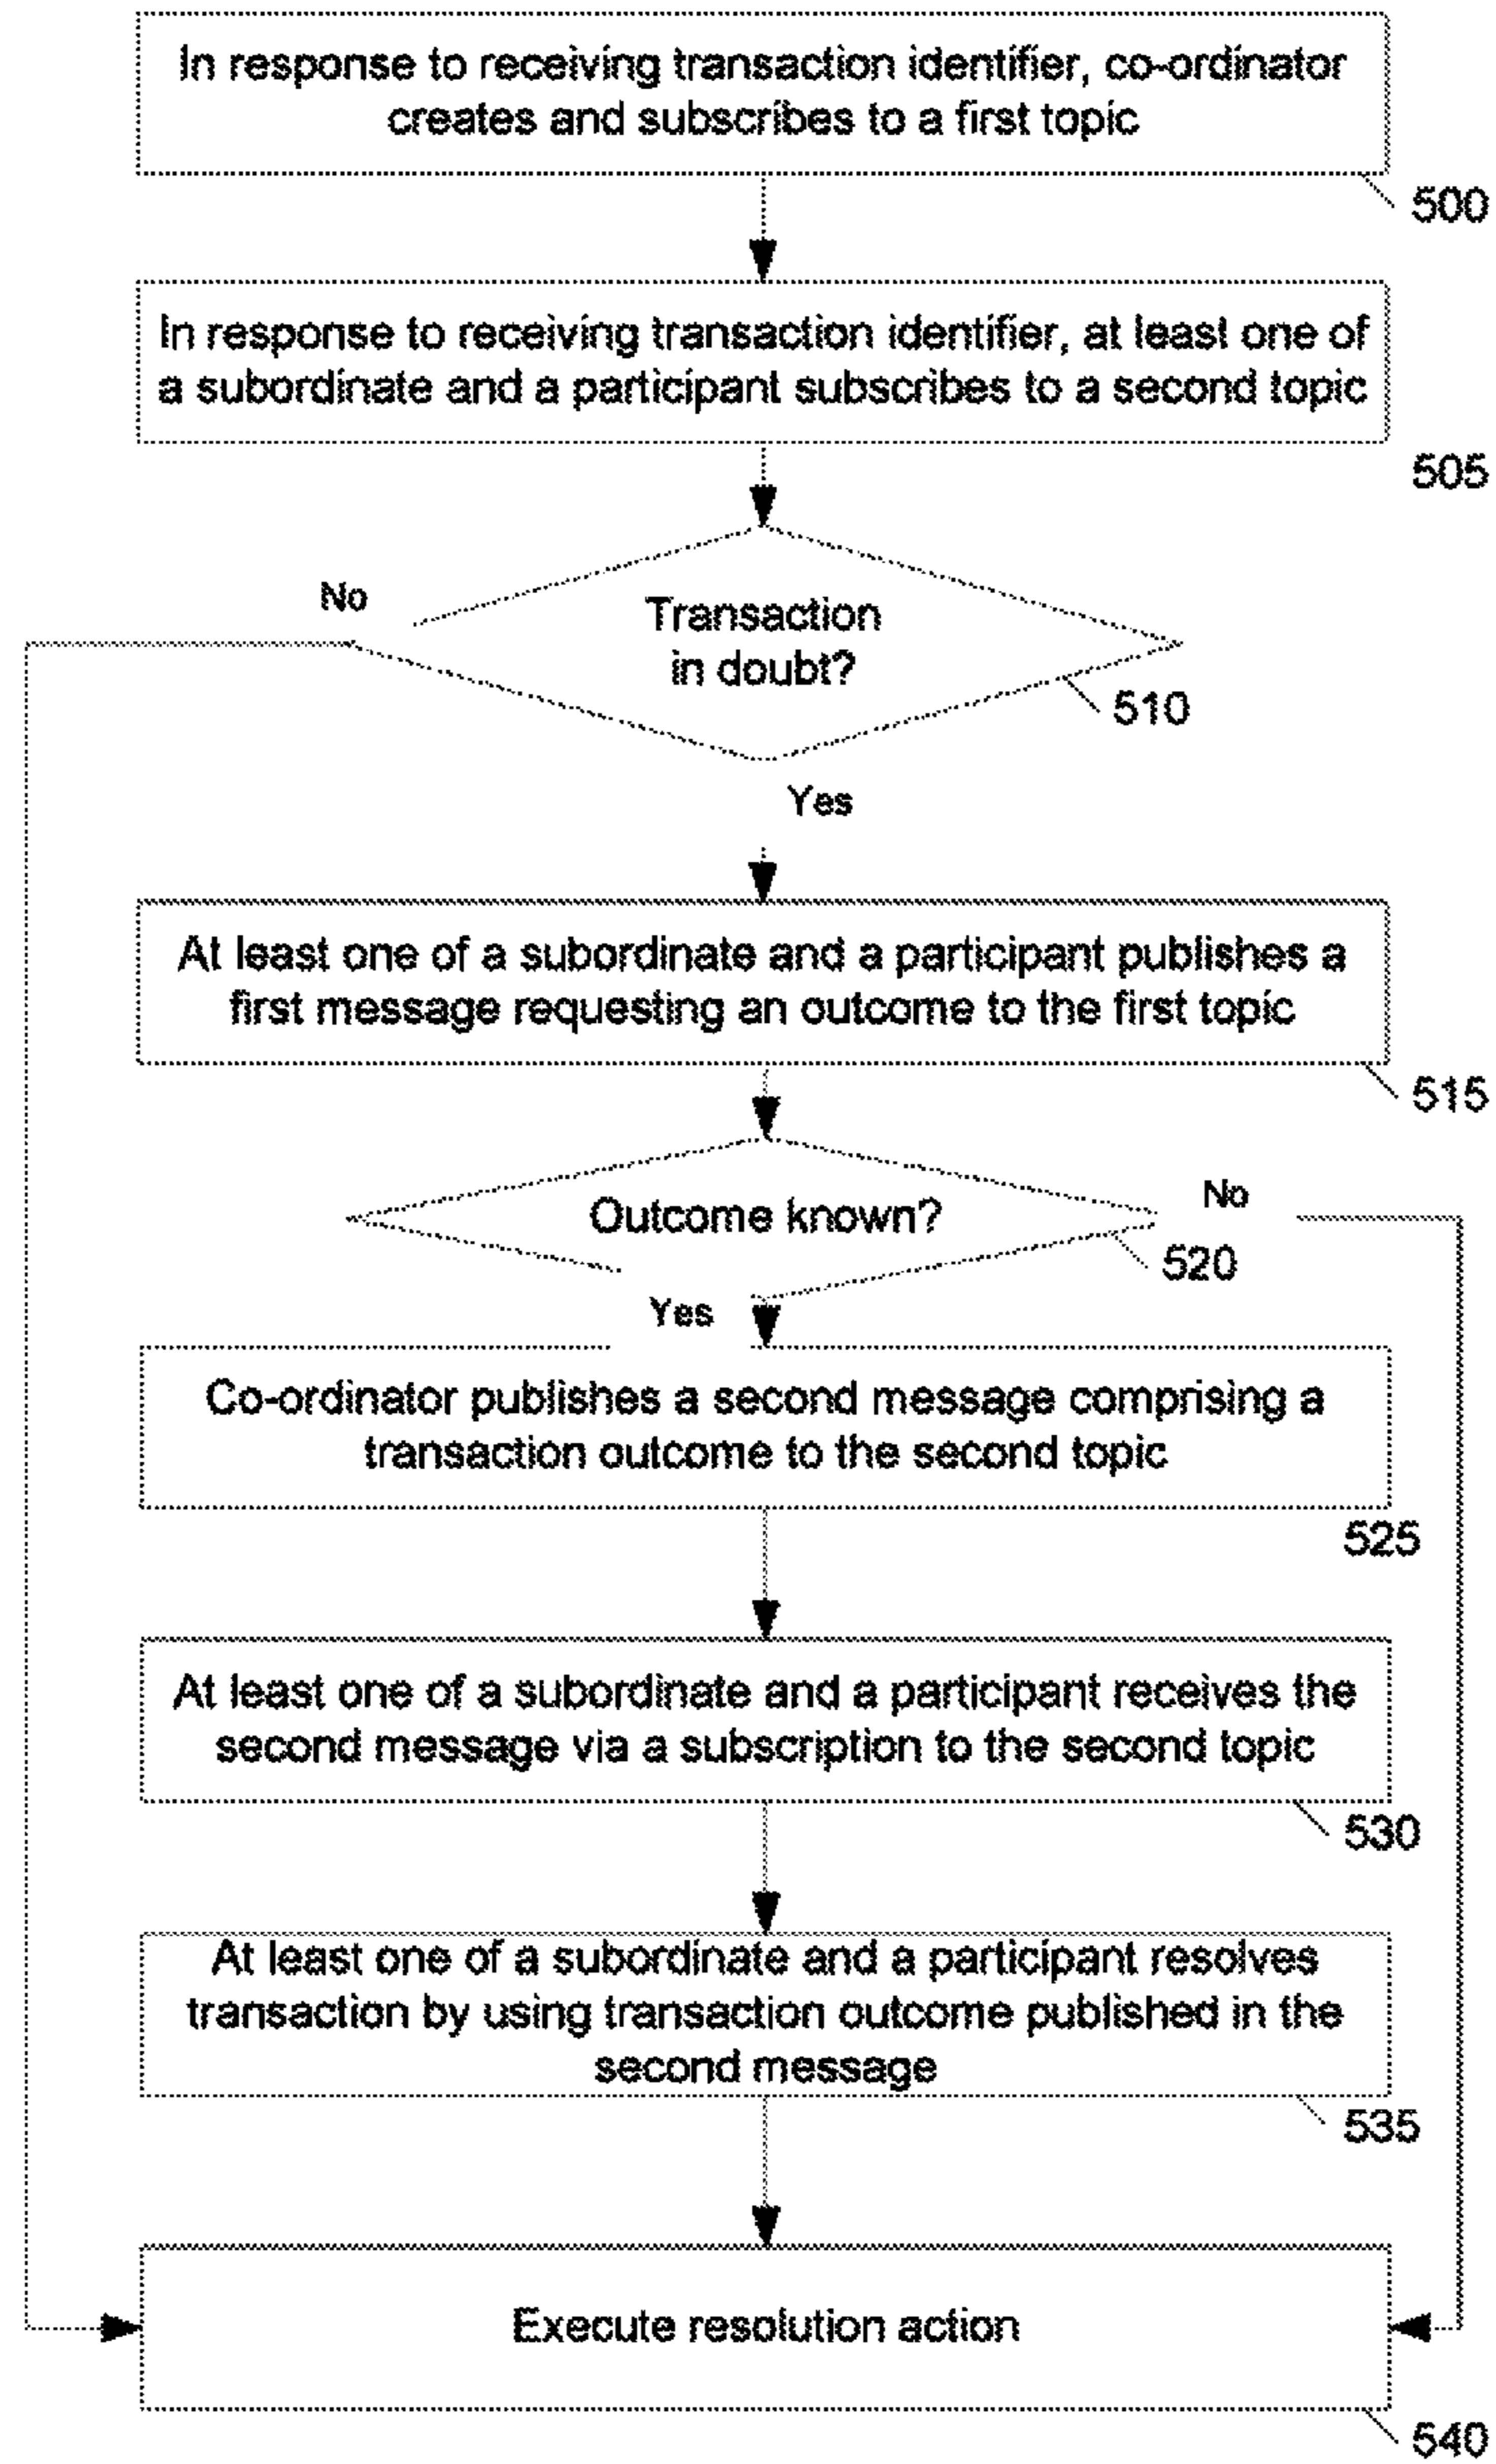 In response to receiving transaction identifier, co-ordinator
creates and subscribes to a first topic
500
In response to receiving transaction identifier, at least one of
a subordinate and a participant subscribes to a second topic
505
No
Transaction
in doubt?
510
Yes
At least one of a subordinate and a participant publishes a
first message requesting an outcome to the first topic
515
Outcome known?
No
520
Yes
Co-ordinator publishes a second message comprising a
transaction outcome to the second topic
525
At least one of a subordinate and a participant receives the
second message via a subscription to the second topic
530
At least one of a subordinate and a participant resolves
transaction by using transaction outcome published in the
second message
535
Execute resolution action
540